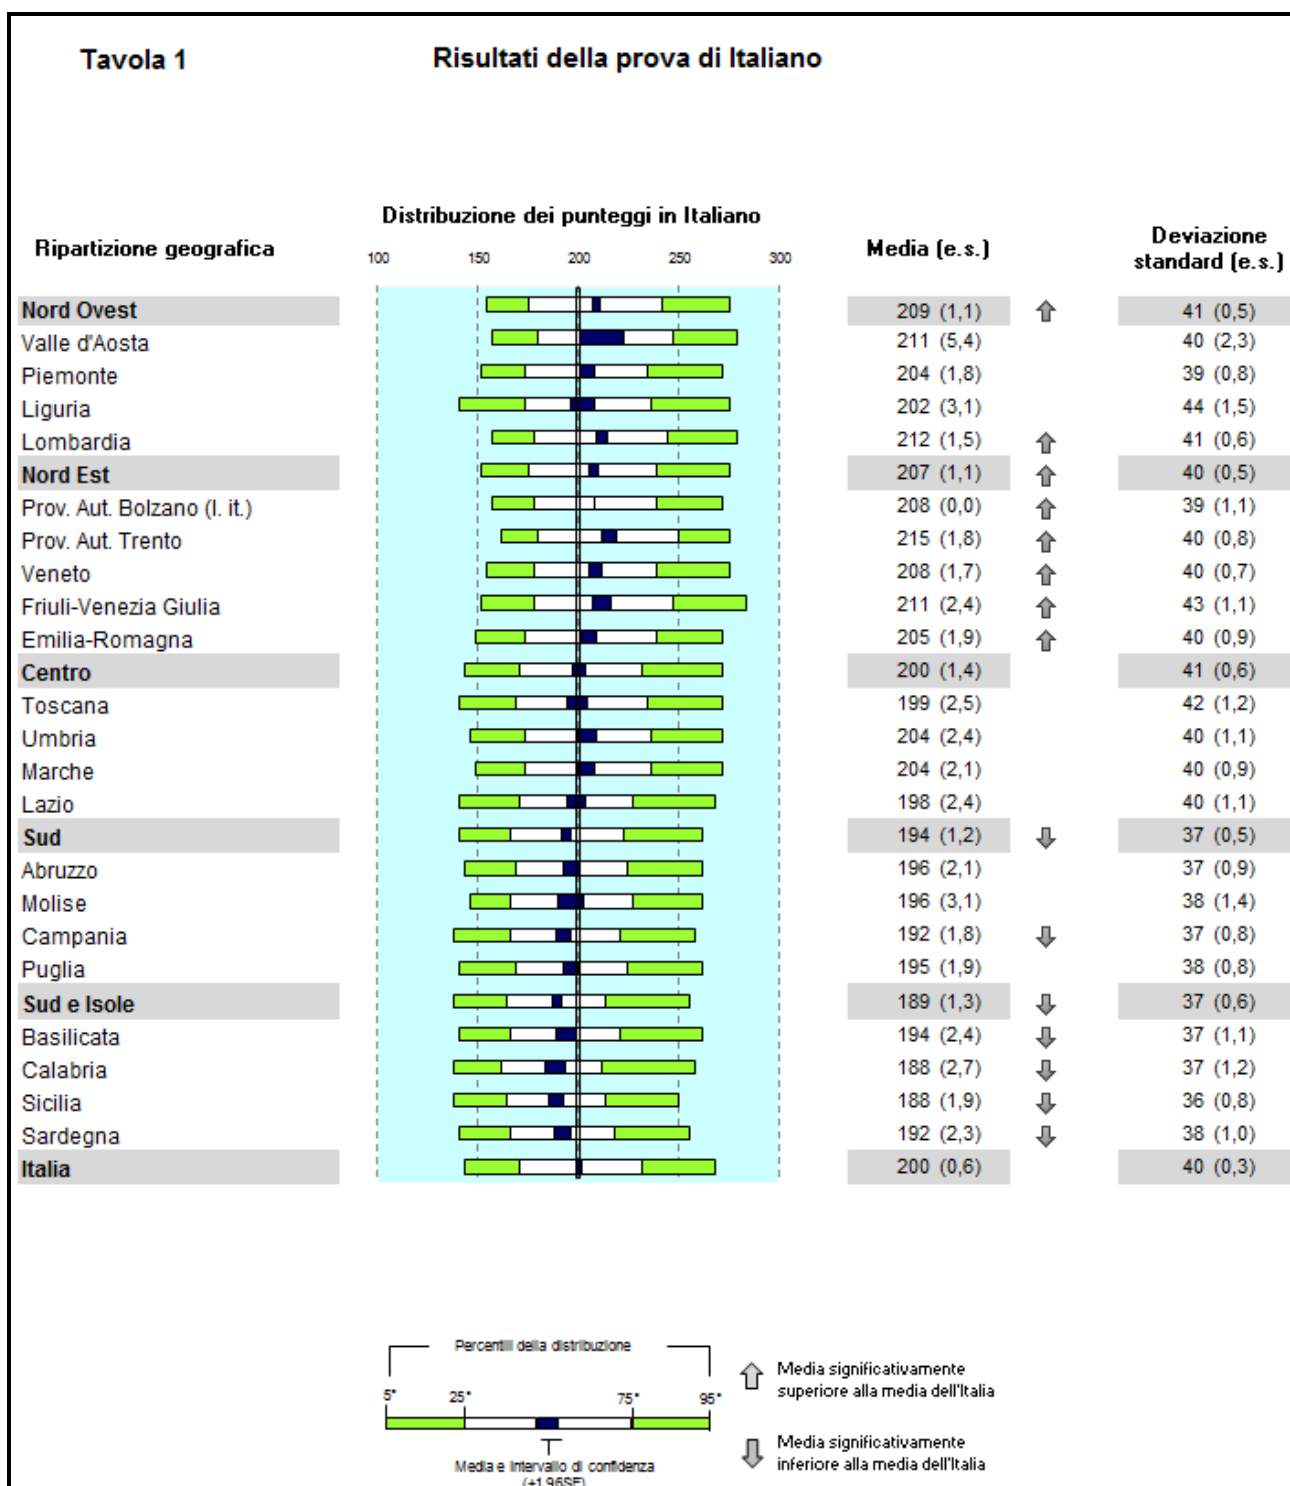 Tavola 1 Risultati della prova di Italiano
Distribuzione dei punteggi in Italiano
Ripartizione geografica 100 150 200 250 300 Media (e.s.) Deviazione standard (e.s.)
Nord Ovest 209 (1,1) 41 (0,5)
Valle d'Aosta 211 (5,4) 40 (2,3)
Piemonte 204 (1,8) 39 (0,8)
Liguria 202 (3,1) 44 (1,5)
Lombardia 212 (1,5) 41 (0,6)
Nord Est 207 (1,1) 40 (0,5)
Prov. Aut. Bolzano (l. it.) 208 (0,0) 39 (1,1)
Prov. Aut. Trento 215 (1,8) 40 (0,8)
Veneto 208 (1,7) 40 (0,7)
Friuli-Venezia Giulia 211 (2,4) 43 (1,1)
Emilia-Romagna 205 (1,9) 40 (0,9)
Centro 200 (1,4) 41 (0,6)
Toscana 199 (2,5) 42 (1,2)
Umbria 204 (2,4) 40 (1,1)
Marche 204 (2,1) 40 (0,9)
Lazio 198 (2,4) 40 (1,1)
Sud 194 (1,2) 37 (0,5)
Abruzzo 196 (2,1) 37 (0,9)
Molise 196 (3,1) 38 (1,4)
Campania 192 (1,8) 37 (0,8)
Puglia 195 (1,9) 38 (0,8)
Sud e Isole 189 (1,3) 37 (0,6)
Basilicata 194 (2,4) 37 (1,1)
Calabria 188 (2,7) 37 (1,2)
Sicilia 188 (1,9) 36 (0,8)
Sardegna 192 (2,3) 38 (1,0)
Italia 200 (0,6) 40 (0,3)
Percentili della distribuzione
5° 25° 75° 95°
Media e intervallo di confidenza
(±1,96SE)
Media significativamente
superiore alla media dell'Italia
Media significativamente
inferiore alla media dell'Italia